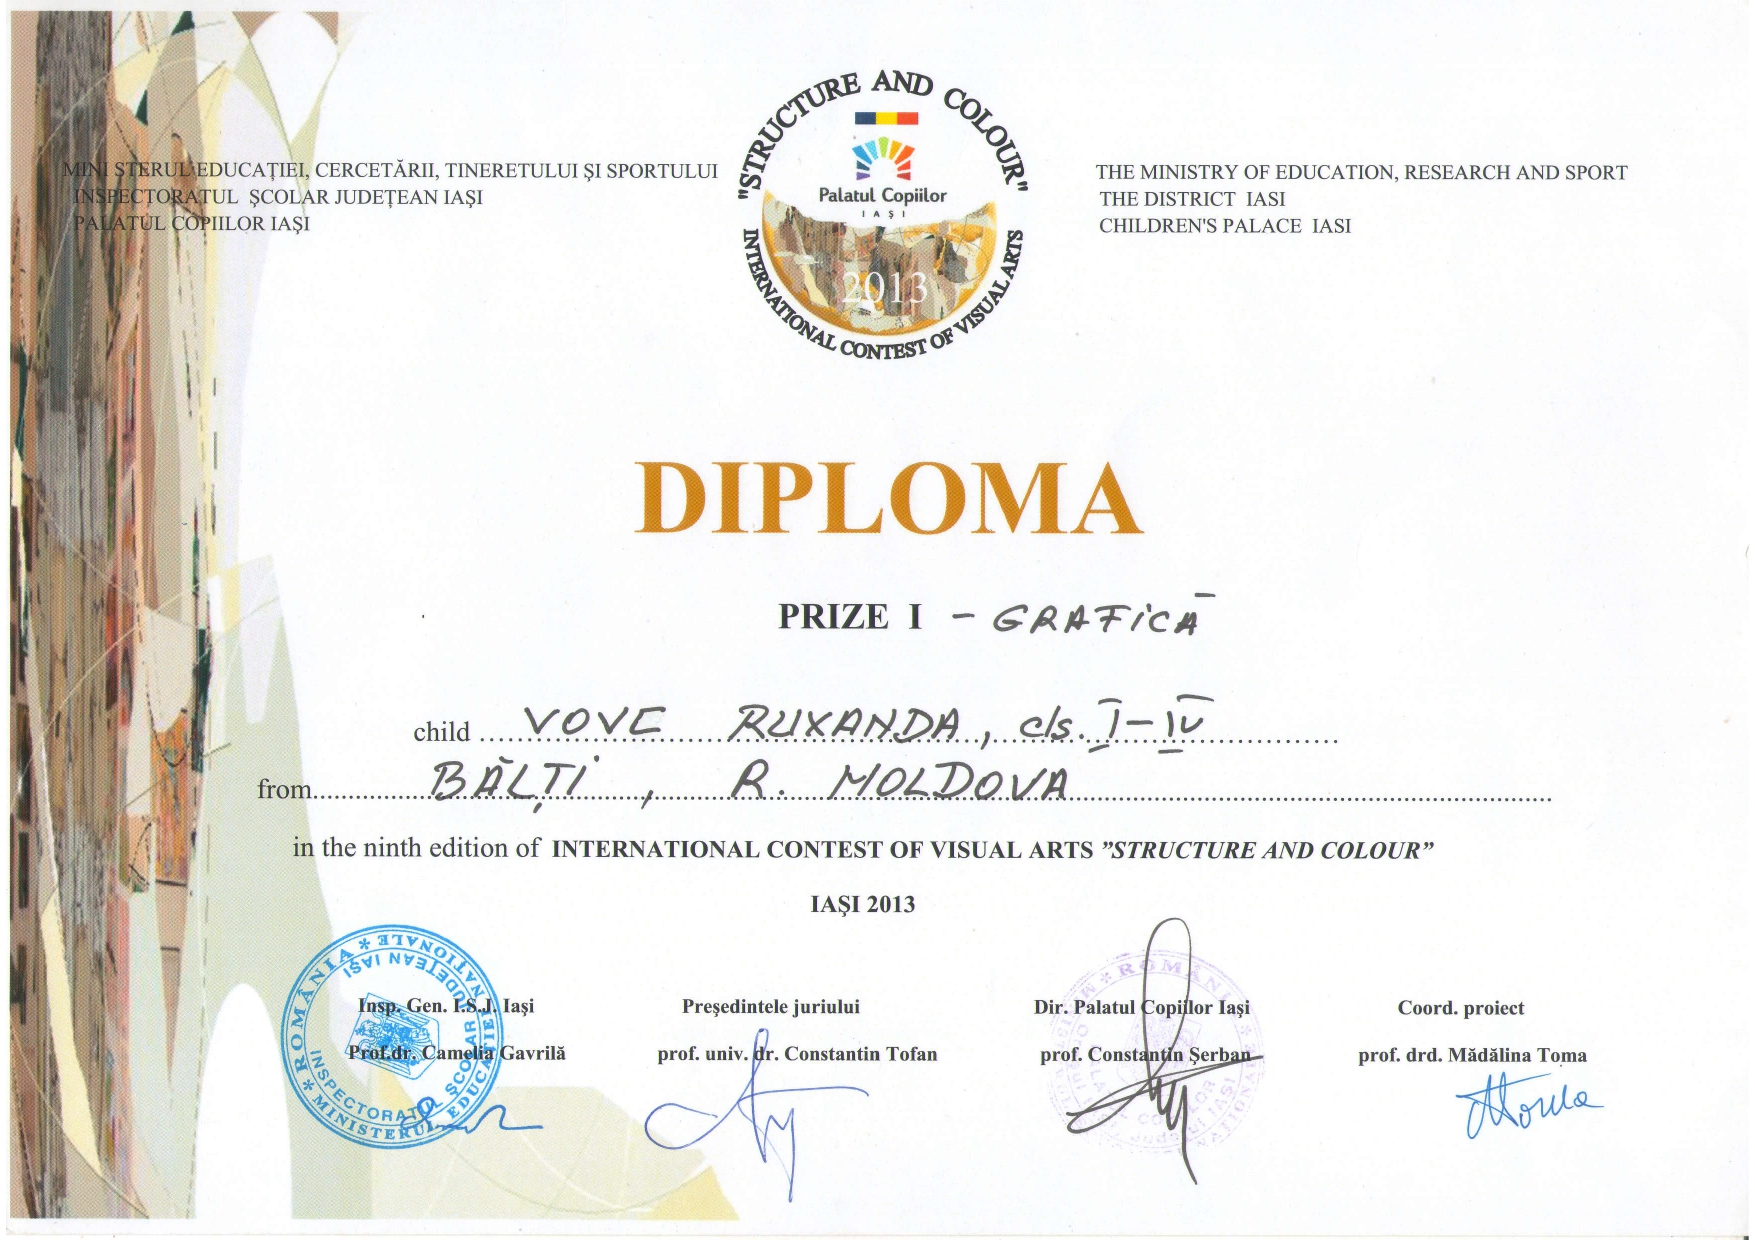 "STRUCTURE AND COLOUR"
Palatul Copiilor
IAŞI
2013
INTERNATIONAL CONTEST OF VISUAL ARTS
MINI STERUL EDUCAŢIEI, CERCETĂRII, TINERETULUI ŞI SPORTULUI
INSPECTORATUL ŞCOLAR JUDEŢEAN IAŞI
PALATUL COPIILOR IAŞI
THE MINISTRY OF EDUCATION, RESEARCH AND SPORT
THE DISTRICT IASI
CHILDREN'S PALACE IASI
DIPLOMA
PRIZE I - GRAFICĂ
child VOVC RUXANDA, cls. I-IV
from BĂLȚI, R. MOLDOVA
in the ninth edition of INTERNATIONAL CONTEST OF VISUAL ARTS ”STRUCTURE AND COLOUR”
IAŞI 2013
Insp. Gen. I.S.J. Iaşi
Prof.dr. Camelia Gavrilă
Preşedintele juriului
prof. univ. dr. Constantin Tofan
Dir. Palatul Copiilor Iaşi
prof. Constantin Şerban
Coord. proiect
prof. drd. Mădălina Toma
* ROMÂNIA * MINISTERUL EDUCAŢIEI NAŢIONALE
INSPECTORATUL ŞCOLAR JUDEŢEAN IAŞI